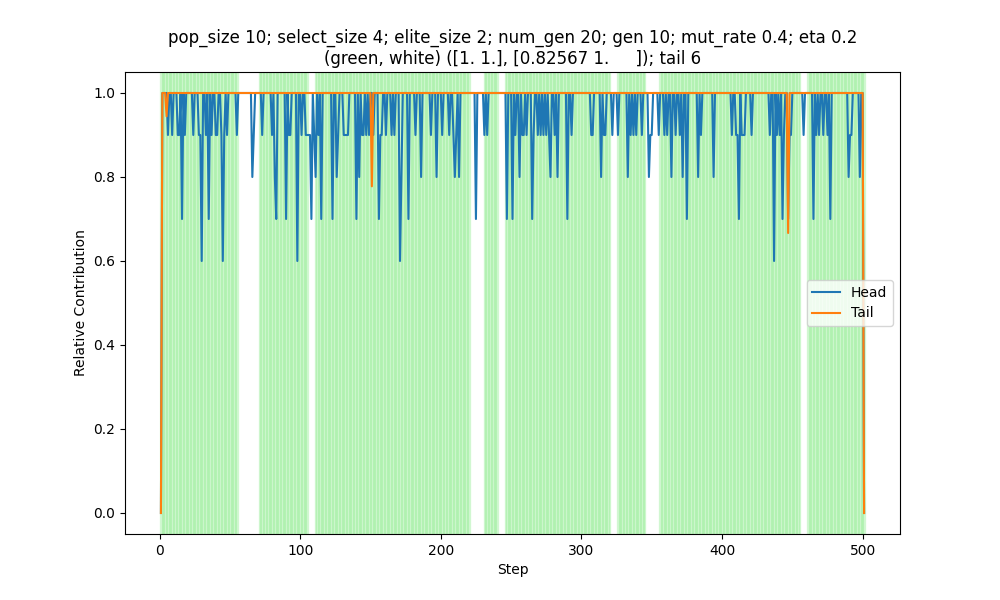 pop_size 10; select_size 4; elite_size 2; num_gen 20; gen 10; mut_rate 0.4; eta 0.2
(green, white) ([1. 1.], [0.82567 1.     ]); tail 6
1.0
0.8
0.6
0.4
0.2
0.0
Relative Contribution
Head
Tail
0
100
200
300
400
500
Step